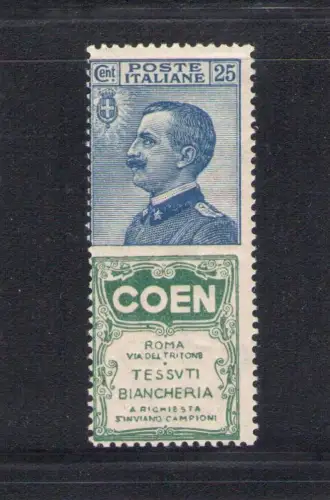 POSTE
Cent. ITALIANE 25
COEN
ROMA
VIA DEL TRITONE
TESSVTI
BIANCHERIA
A RICHIESTA
S'INVIANO CAMPIONI